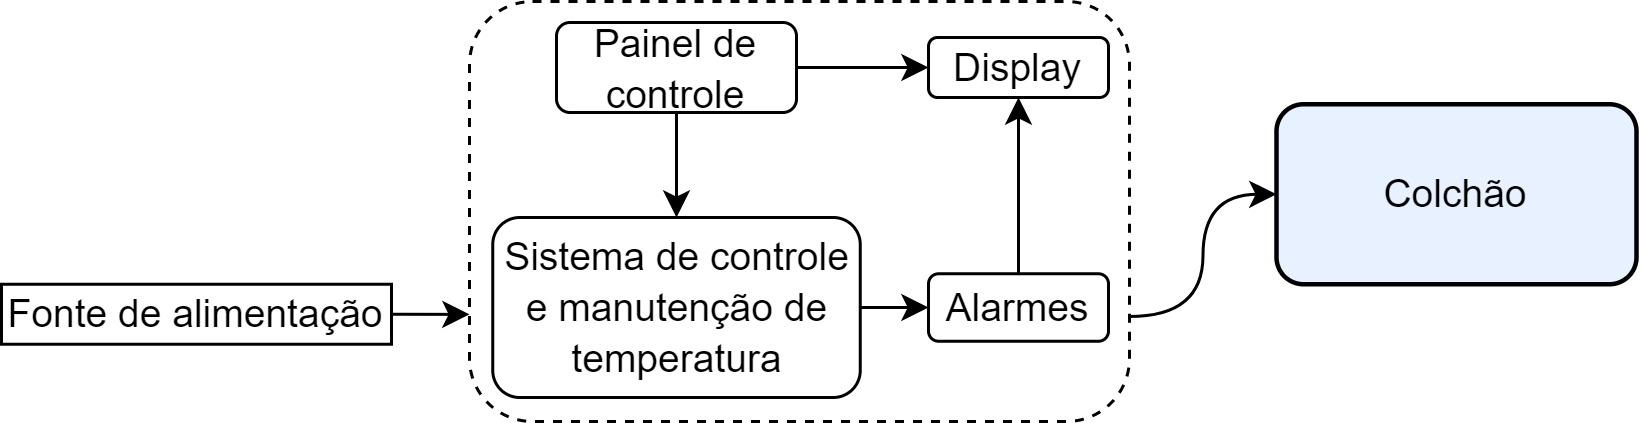 Painel de
controle
Display
Colchão
Sistema de controle
e manutenção de
temperatura
Fonte de alimentação
Alarmes